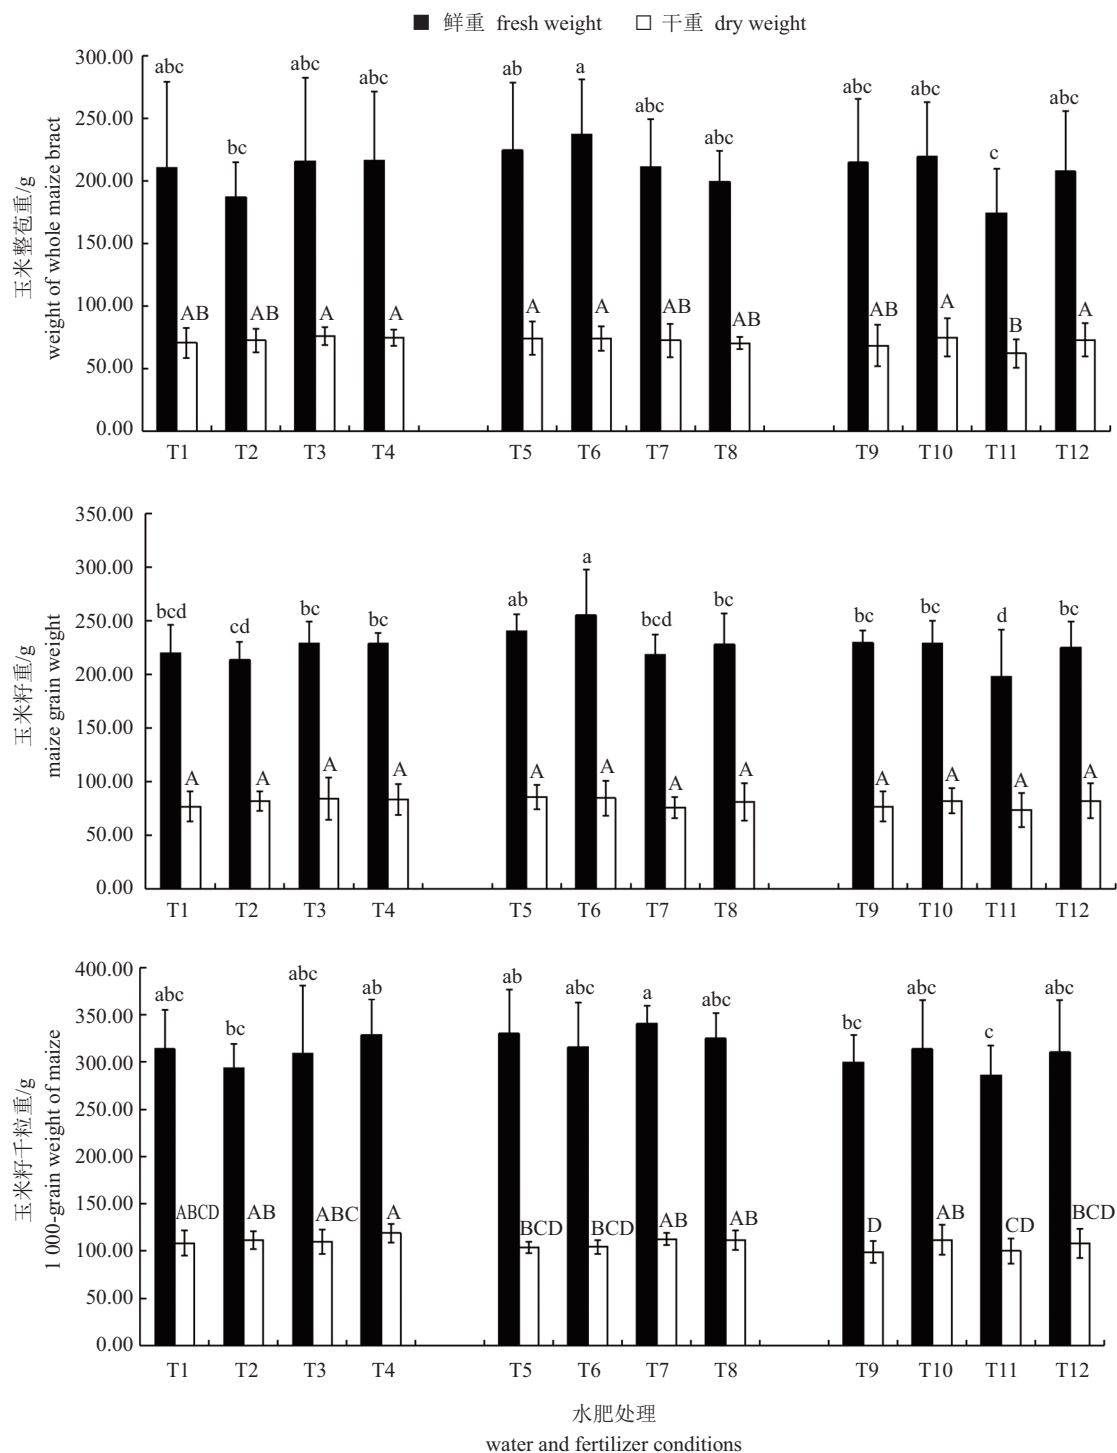 鲜重 fresh weight 干重 dry weight
玉米整苞重/g
weight of whole maize bract
300.00
250.00
200.00
150.00
100.00
50.00
0.00
abc bc abc abc ab a abc abc abc abc c abc
AB AB A A A A AB AB AB A B A
T1 T2 T3 T4 T5 T6 T7 T8 T9 T10 T11 T12
玉米籽重/g
maize grain weight
350.00
300.00
250.00
200.00
150.00
100.00
50.00
0.00
bcd cd bc bc ab a bcd bc bc bc d bc
A A A A A A A A A A A A
T1 T2 T3 T4 T5 T6 T7 T8 T9 T10 T11 T12
玉米籽千粒重/g
1 000-grain weight of maize
400.00
350.00
300.00
250.00
200.00
150.00
100.00
50.00
0.00
abc bc abc ab ab abc a abc bc abc c abc
ABCD AB ABC A BCD BCD AB AB D AB CD BCD
T1 T2 T3 T4 T5 T6 T7 T8 T9 T10 T11 T12
水肥处理
water and fertilizer conditions